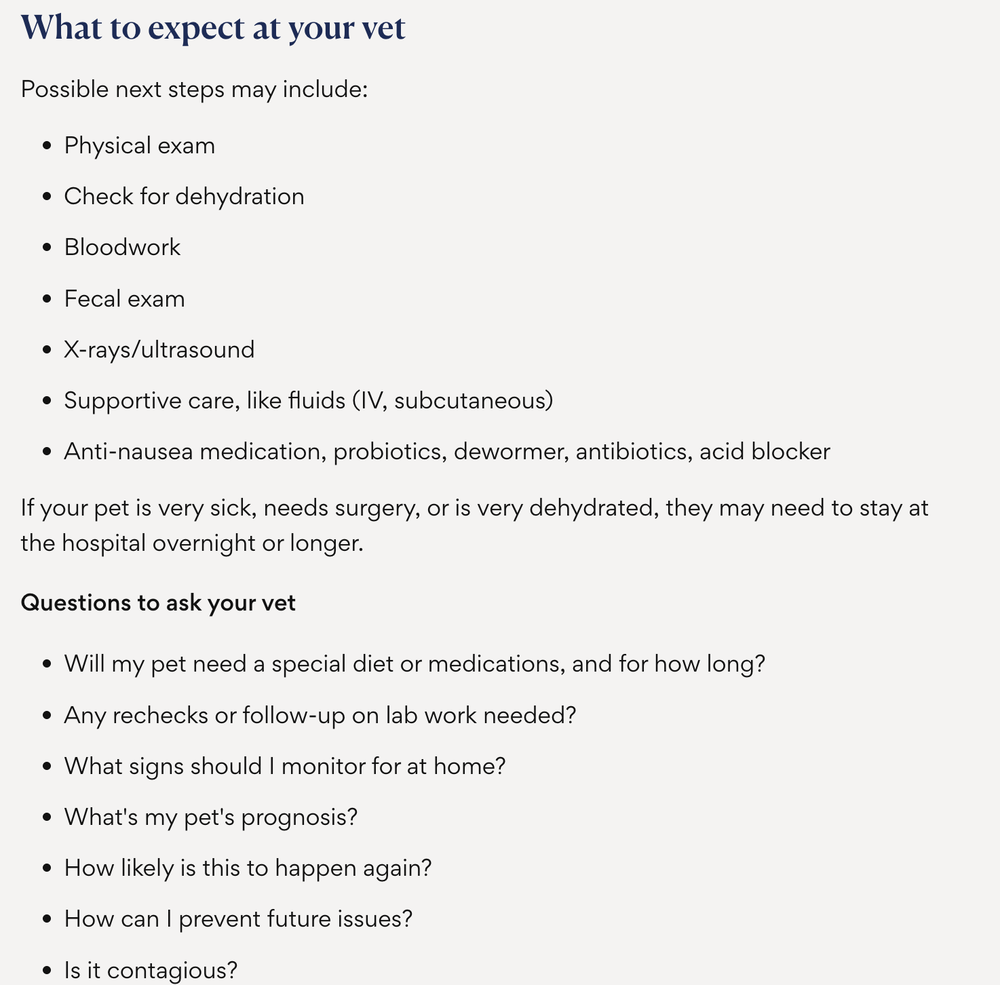 What to expect at your vet
Possible next steps may include:
• Physical exam
• Check for dehydration
• Bloodwork
• Fecal exam
• X-rays/ultrasound
• Supportive care, like fluids (IV, subcutaneous)
• Anti-nausea medication, probiotics, dewormer, antibiotics, acid blocker
If your pet is very sick, needs surgery, or is very dehydrated, they may need to stay at
the hospital overnight or longer.
Questions to ask your vet
• Will my pet need a special diet or medications, and for how long?
• Any rechecks or follow-up on lab work needed?
• What signs should I monitor for at home?
• What's my pet's prognosis?
• How likely is this to happen again?
• How can I prevent future issues?
• Is it contagious?